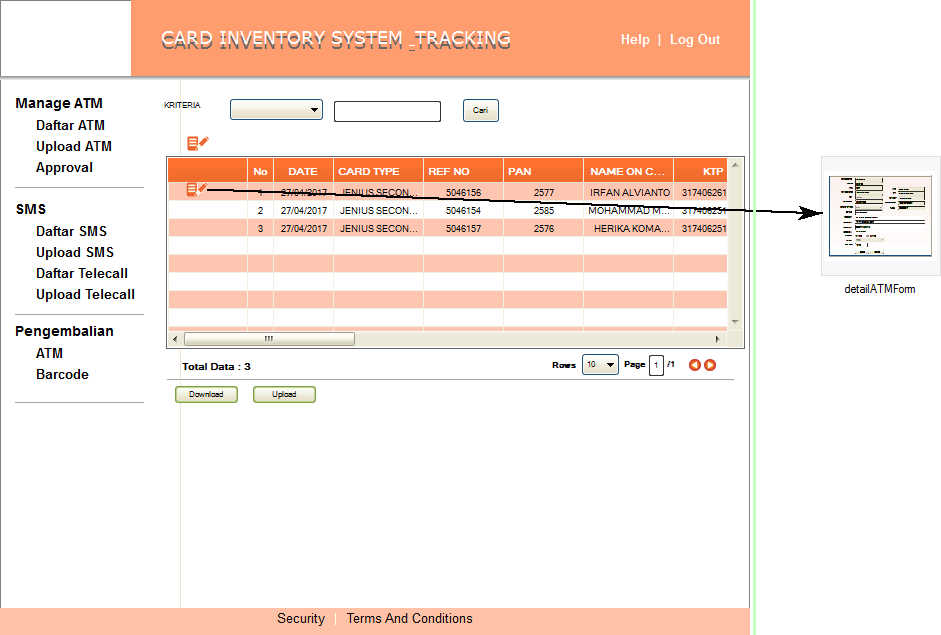 CARD INVENTORY SYSTEM _TRACKING
Help | Log Out
Manage ATM
Daftar ATM
Upload ATM
Approval
SMS
Daftar SMS
Upload SMS
Daftar Telecall
Upload Telecall
Pengembalian
ATM
Barcode
KRITERIA
Cari
No DATE CARD TYPE REF NO PAN NAME ON C... KTP
1 27/04/2017 JENIUS SECON... 5046156 2577 IRFAN ALVIANTO 317406261
2 27/04/2017 JENIUS SECON... 5046154 2585 MOHAMMAD M... 317406251
3 27/04/2017 JENIUS SECON... 5046157 2576 HERIKA KOMA... 317406251
Total Data : 3
Rows 10 Page 1 /1
Download Upload
detailATMForm
Security | Terms And Conditions